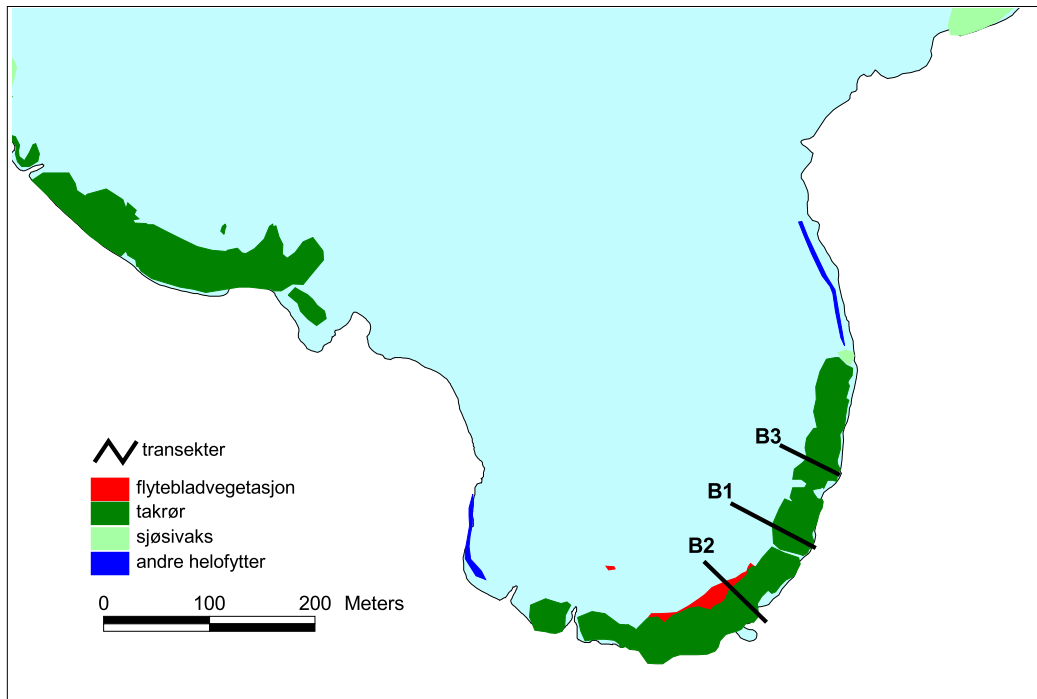 B3
B1
B2
transekter
flytebladvegetasjon
takrør
sjøsivaks
andre helofytter
0 100 200 Meters